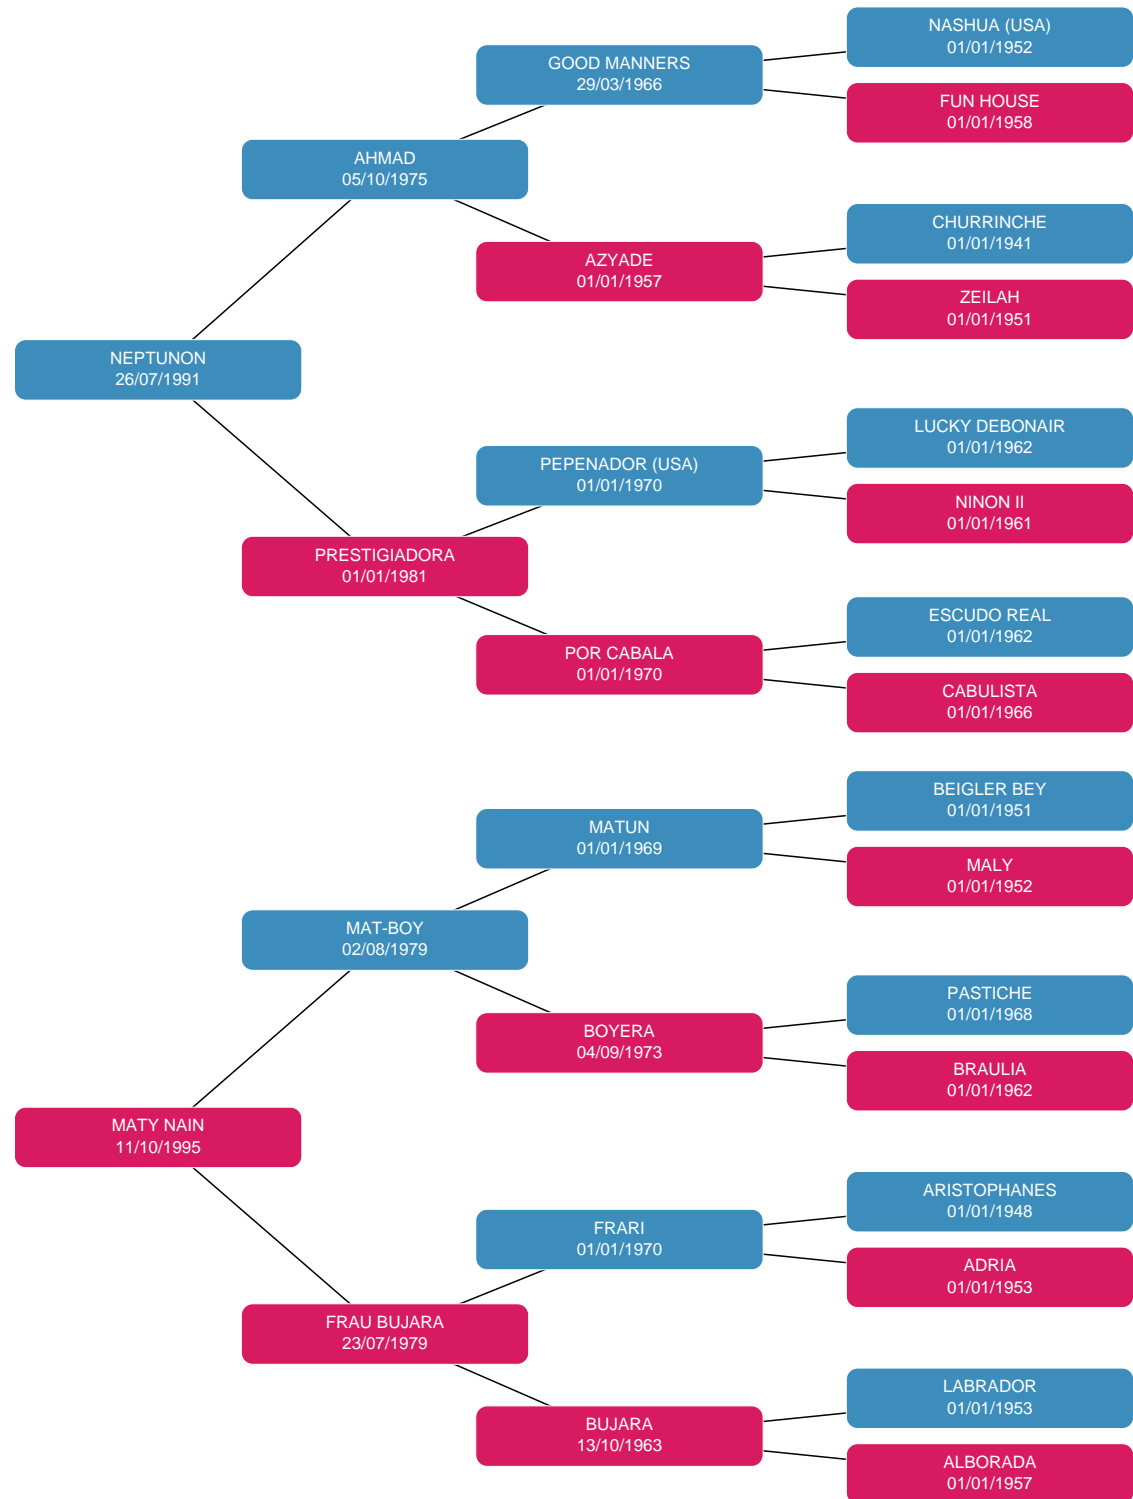 NASHUA (USA)
01/01/1952
GOOD MANNERS
29/03/1966
FUN HOUSE
01/01/1958
AHMAD
05/10/1975
CHURRINCHE
01/01/1941
AZYADE
01/01/1957
ZEILAH
01/01/1951
NEPTUNON
26/07/1991
LUCKY DEBONAIR
01/01/1962
PEPENADOR (USA)
01/01/1970
NINON II
01/01/1961
PRESTIGIADORA
01/01/1981
ESCUDO REAL
01/01/1962
POR CABALA
01/01/1970
CABULISTA
01/01/1966
BEIGLER BEY
01/01/1951
MATUN
01/01/1969
MALY
01/01/1952
MAT-BOY
02/08/1979
PASTICHE
01/01/1968
BOYERA
04/09/1973
BRAULIA
01/01/1962
MATY NAIN
11/10/1995
ARISTOPHANES
01/01/1948
FRARI
01/01/1970
ADRIA
01/01/1953
FRAU BUJARA
23/07/1979
LABRADOR
01/01/1953
BUJARA
13/10/1963
ALBORADA
01/01/1957